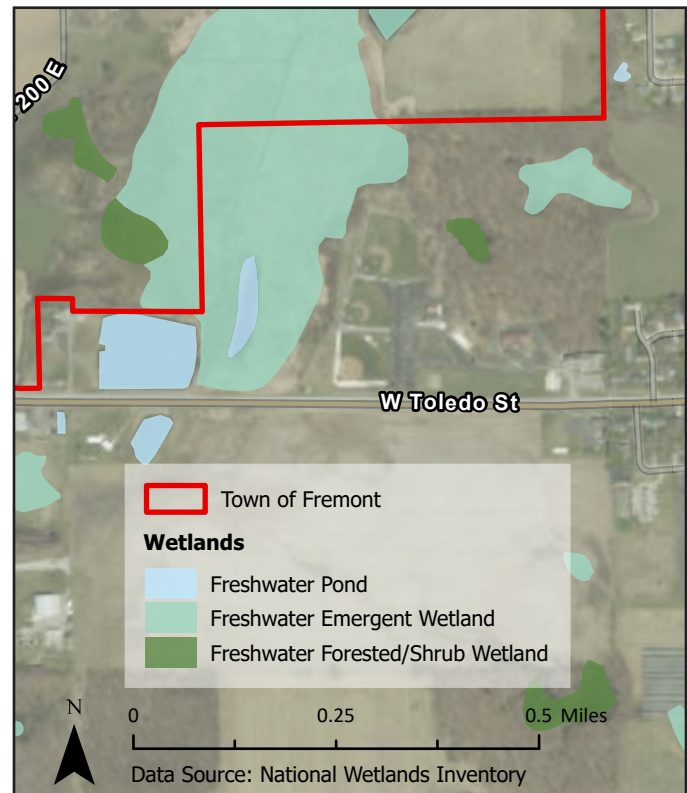 200 E
W Toledo St
Town of Fremont
Wetlands
Freshwater Pond
Freshwater Emergent Wetland
Freshwater Forested/Shrub Wetland
N
0 0.25 0.5 Miles
Data Source: National Wetlands Inventory